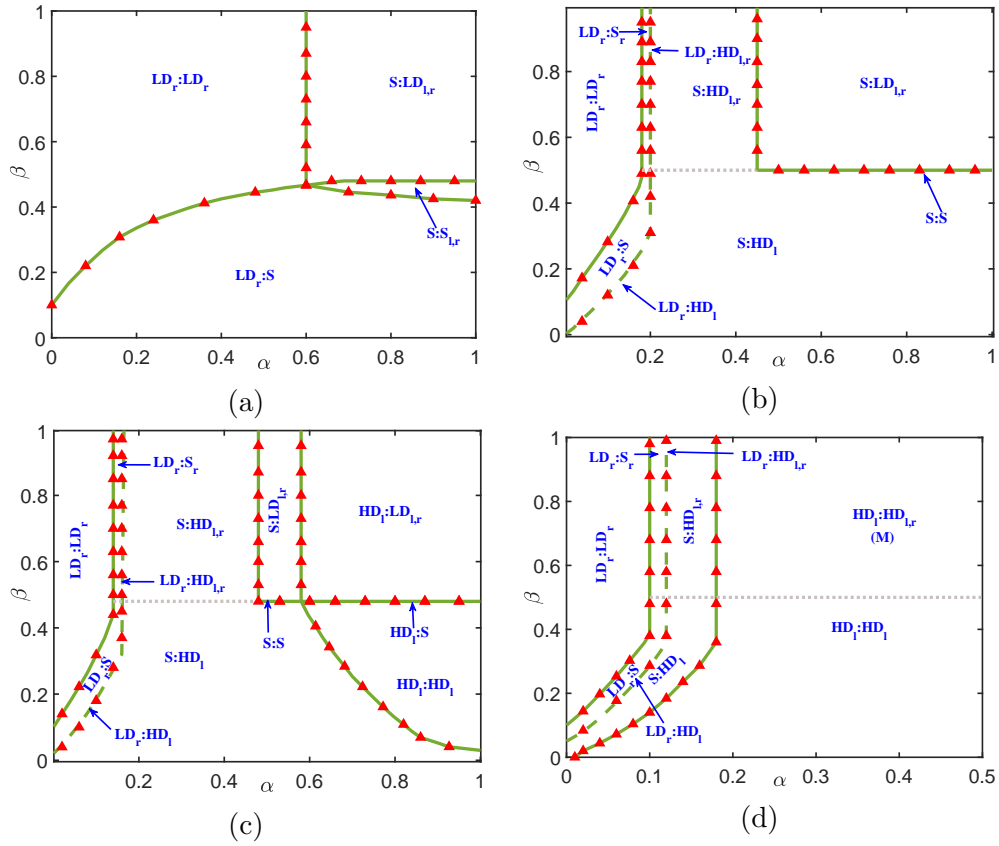 LD_r:LD_r
S:LD_l,r
S:S_l,r
LD_r:S
β
0.8
0.6
0.4
0.2
0
0
0.2
0.4
0.6
0.8
1
α
(a)
LD_r:S_r
LD_r:HD_l,r
LD_r:LD_r
S:HD_l,r
S:LD_l,r
S:S
S:HD_l
LD_r:S
LD_r:HD_l
β
0.8
0.6
0.4
0.2
0
0.2
0.4
0.6
0.8
1
α
(b)
LD_r:S_r
LD_r:LD_r
S:HD_l,r
S:LD_l,r
HD_l:LD_l,r
LD_r:HD_l,r
S:S
HD_l:S
S:HD_l
LD_r:S
HD_l:HD_l
LD_r:HD_l
β
1
0.8
0.6
0.4
0.2
0
0.2
0.4
0.6
0.8
1
α
(c)
LD_r:S_r
LD_r:HD_l,r
LD_r:LD_r
S:HD_l,r
HD_l:HD_l,r
(M)
HD_l:HD_l
LD_r:S
S:HD_l
LD_r:HD_l
β
1
0.8
0.6
0.4
0.2
0
0
0.1
0.2
0.3
0.4
0.5
α
(d)